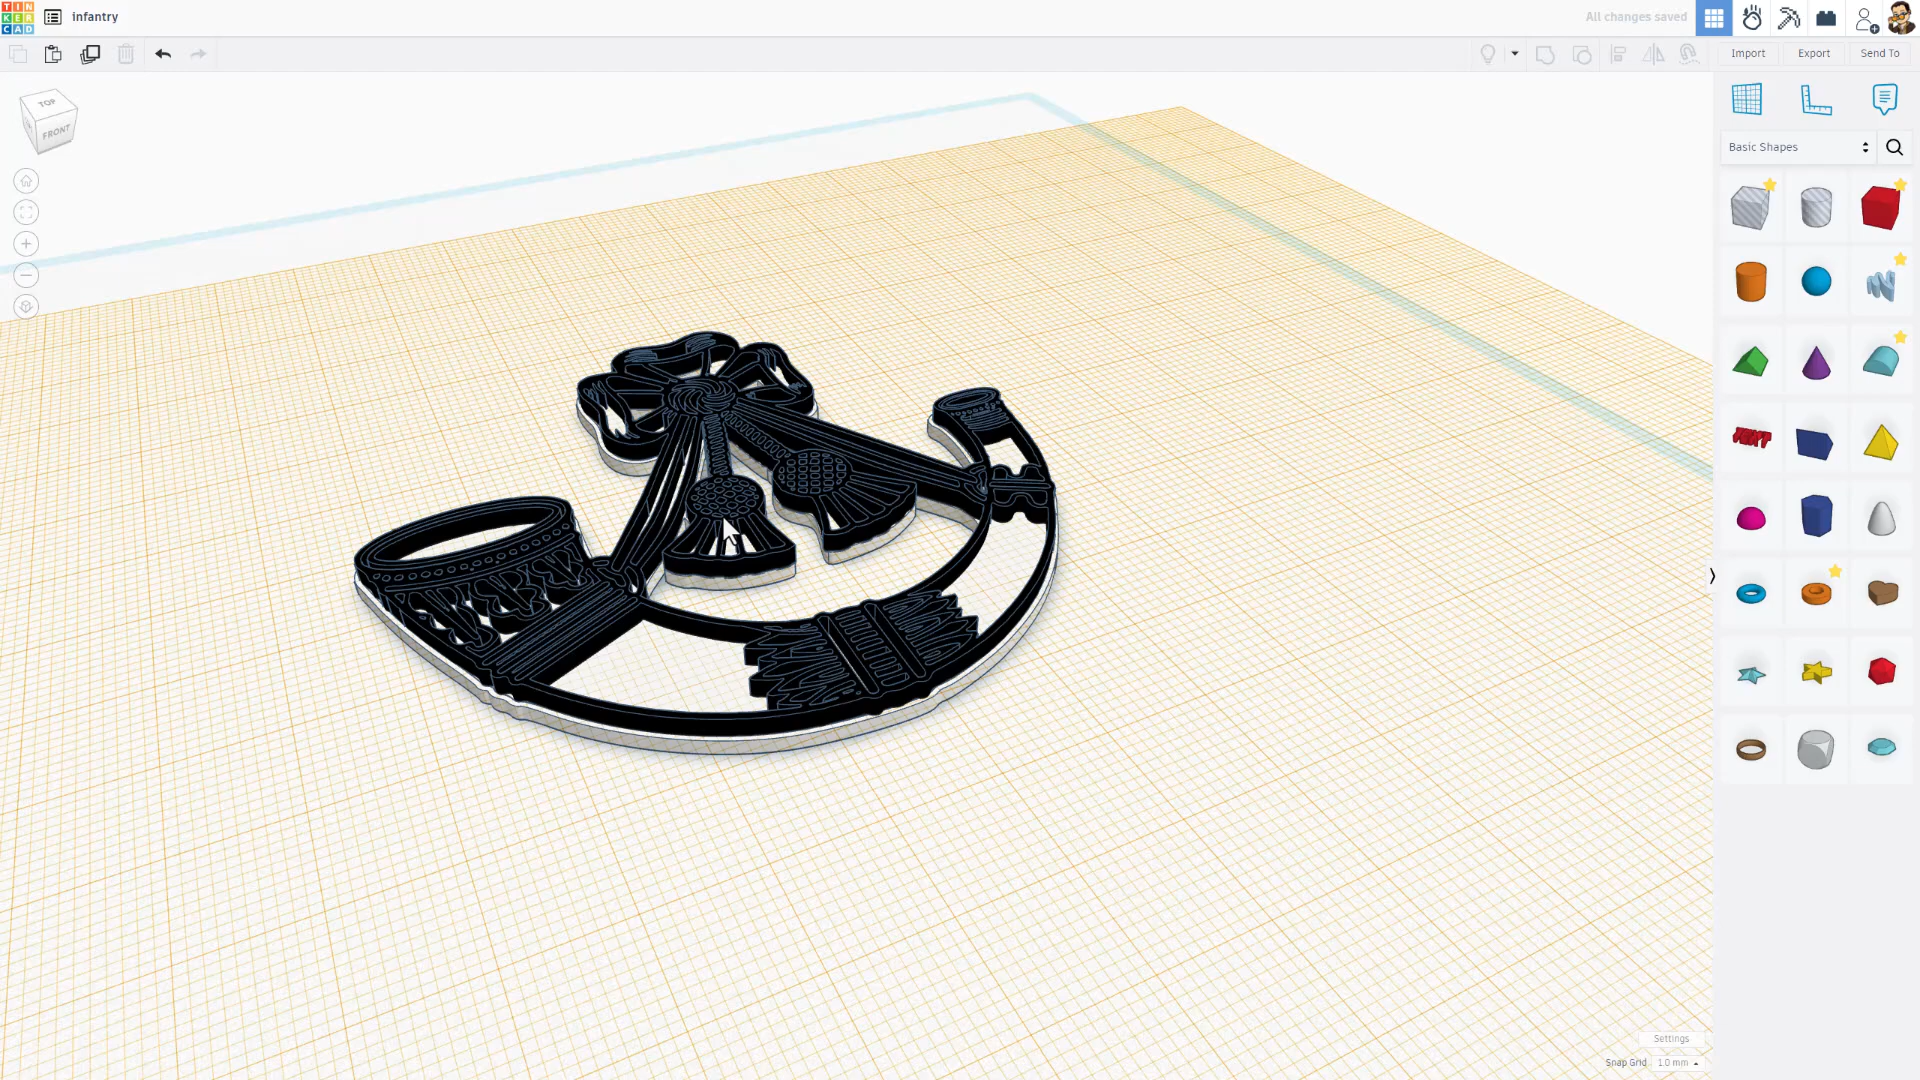 TIN
KER
CAD
infantry
All changes saved
Import
Export
Send To
TOP
FRONT
Basic Shapes
TEXT
Settings
Snap Grid
1.0 mm